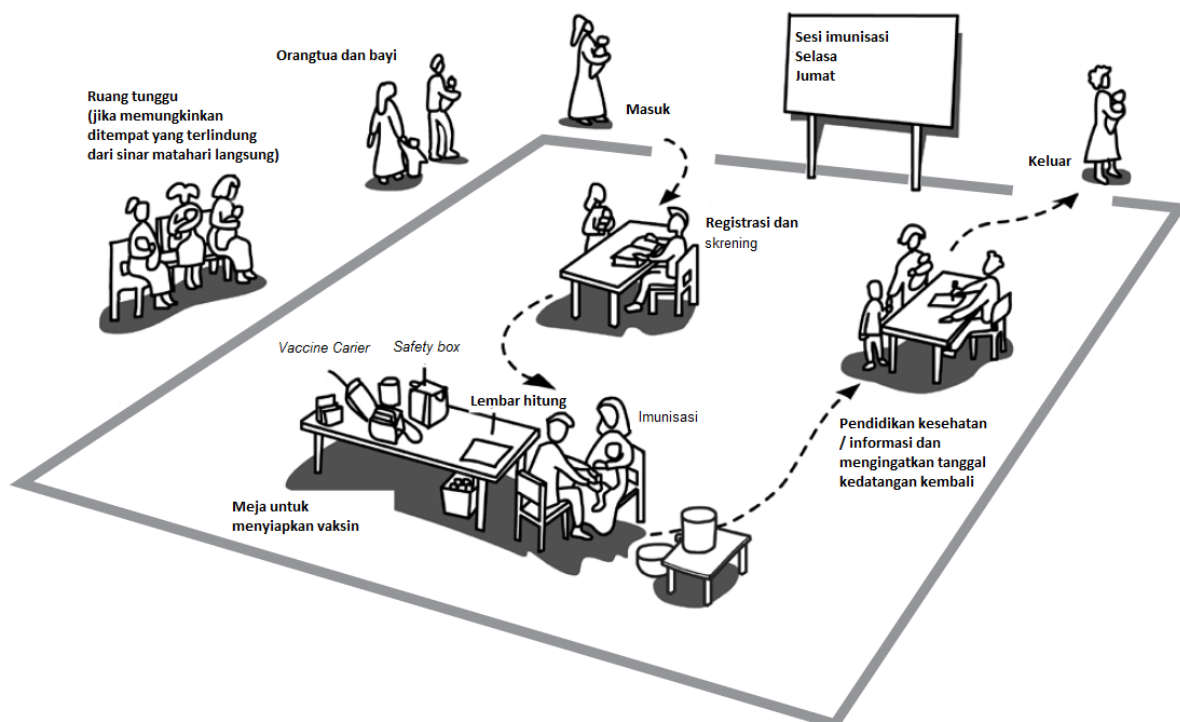 Sesi imunisasi
Selasa
Jumat
Orangtua dan bayi
Ruang tunggu
(jika memungkinkan
ditempat yang terlindung
dari sinar matahari langsung)
Masuk
Keluar
Registrasi dan
skrening
Vaccine Carier
Safety box
Lembar hitung
Imunisasi
Meja untuk
menyiapkan vaksin
Pendidikan kesehatan
/ informasi dan
mengingatkan tanggal
kedatangan kembali